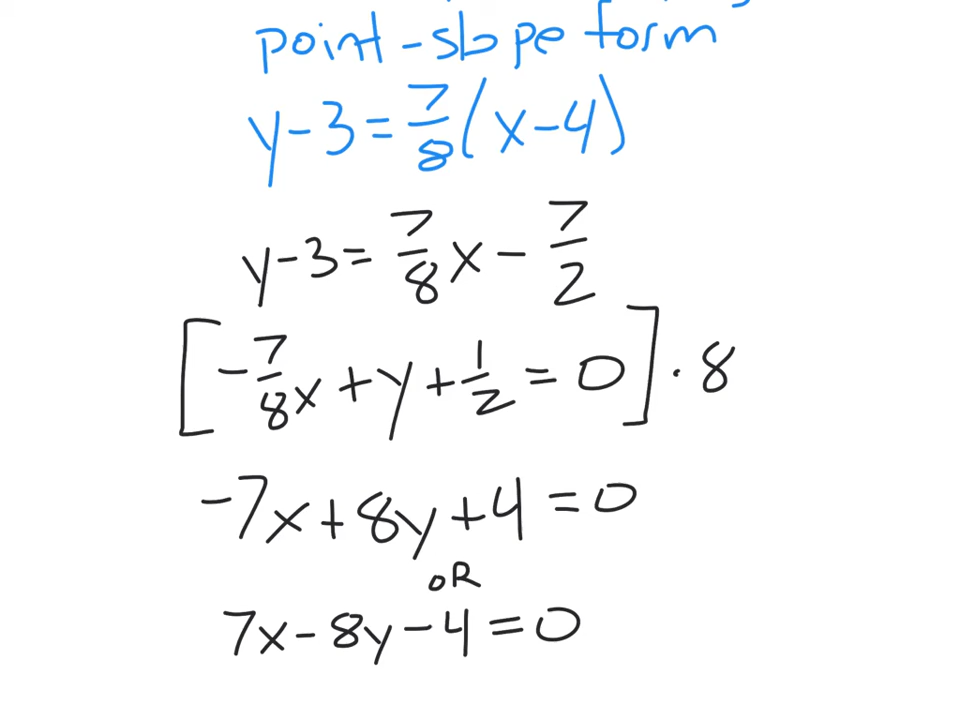 point-slope form
y-3=7/8(x-4)
y-3=7/8x-7/2
[-7/8x+y+1/2=0]·8
-7x+8y+4=0
OR
7x-8y-4=0